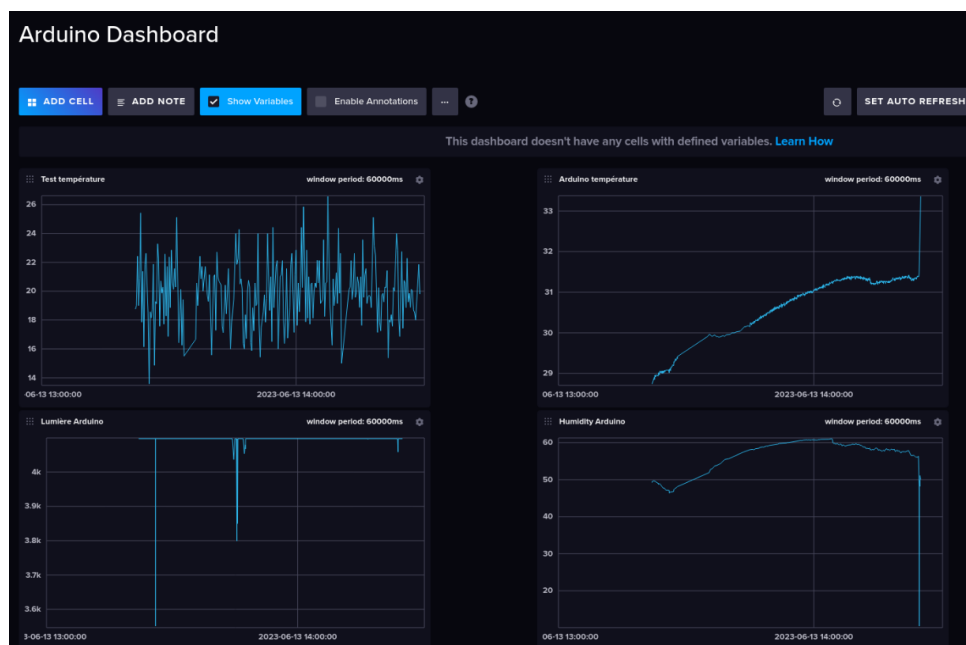 Arduino Dashboard
ADD CELL ADD NOTE Show Variables Enable Annotations ... ? SET AUTO REFRESH
This dashboard doesn't have any cells with defined variables. Learn How
Test température window period: 60000ms
26
24
22
20
18
16
14
-06-13 13:00:00 2023-06-13 14:00:00
Arduino température window period: 60000ms
33
32
31
30
29
06-13 13:00:00 2023-06-13 14:00:00
Lumière Arduino window period: 60000ms
4k
3.9k
3.8k
3.7k
3.6k
3-06-13 13:00:00 2023-06-13 14:00:00
Humidity Arduino window period: 60000ms
60
50
40
30
20
06-13 13:00:00 2023-06-13 14:00:00